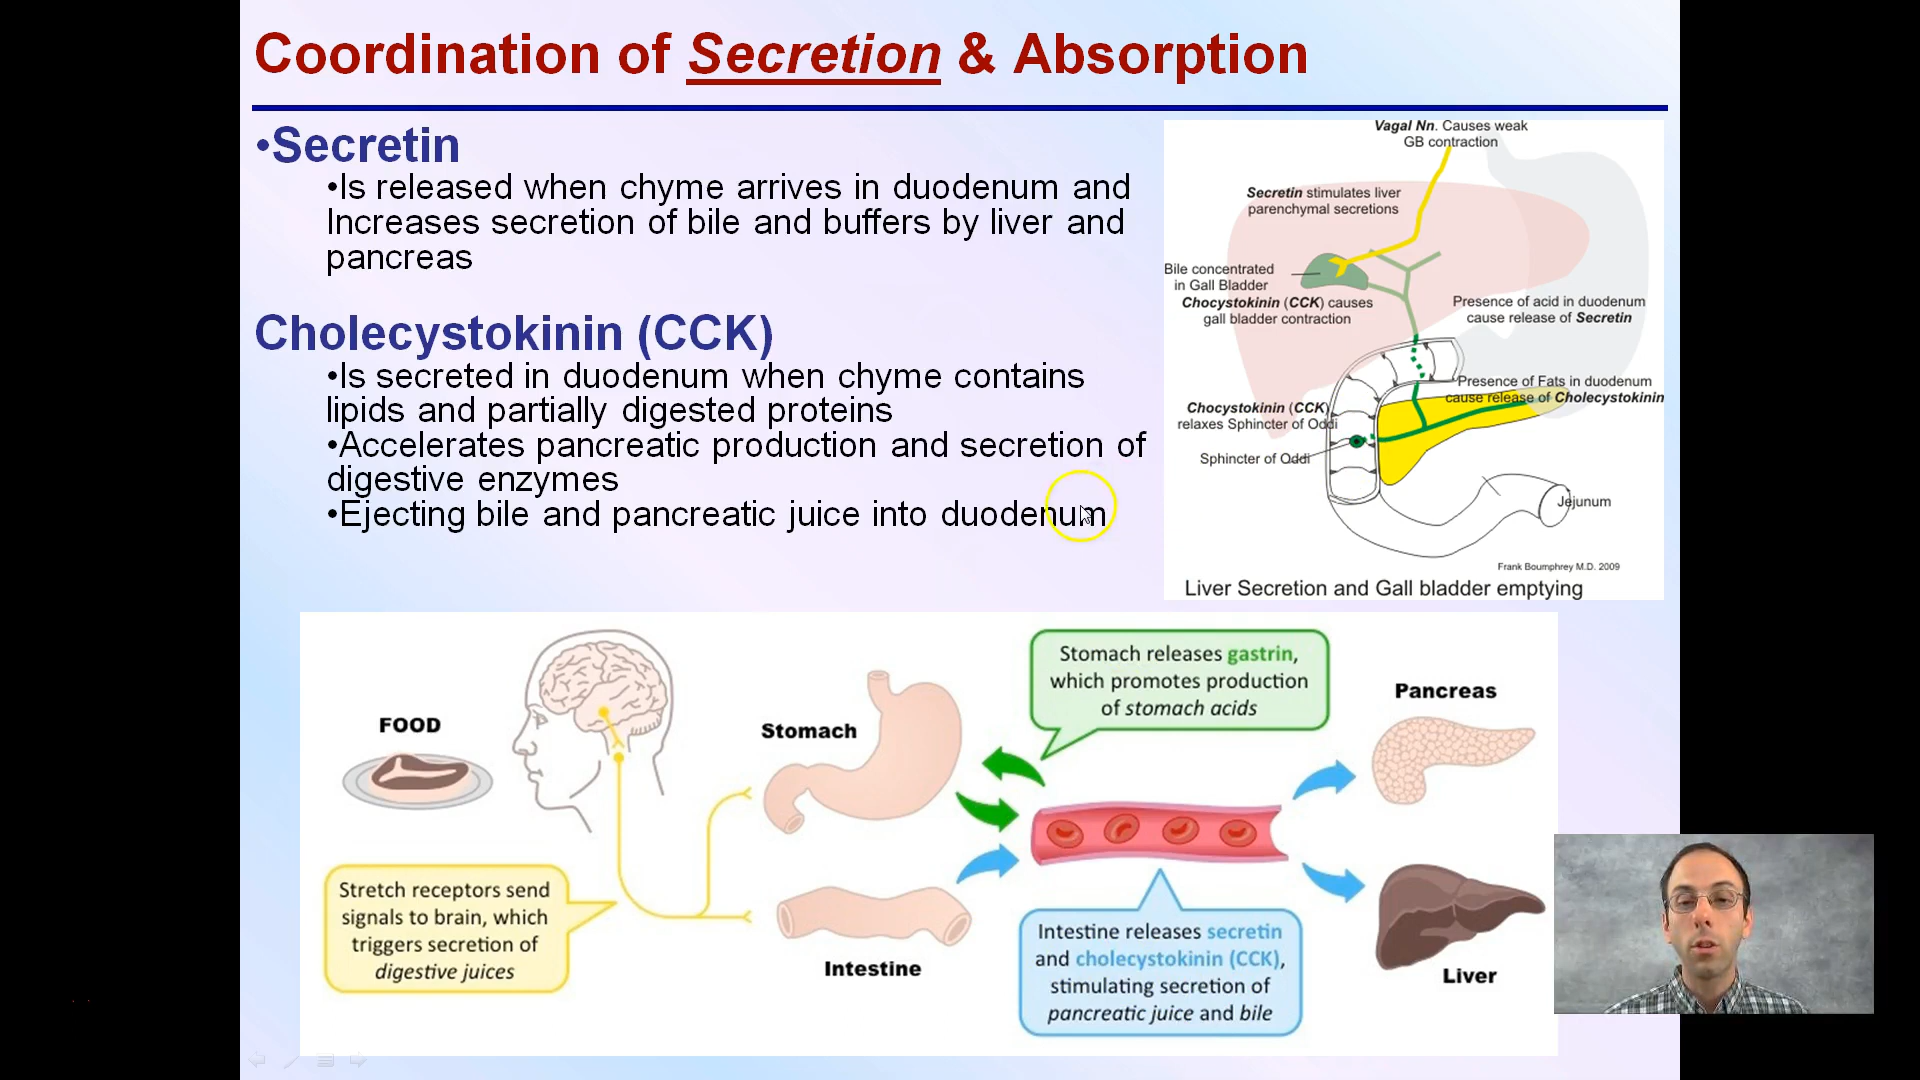 Coordination of Secretion & Absorption
•Secretin
•Is released when chyme arrives in duodenum and
Increases secretion of bile and buffers by liver and
pancreas
Cholecystokinin (CCK)
•Is secreted in duodenum when chyme contains
lipids and partially digested proteins
•Accelerates pancreatic production and secretion of
digestive enzymes
•Ejecting bile and pancreatic juice into duodenum
Vagal Nn. Causes weak
GB contraction
Secretin stimulates liver
parenchymal secretions
Bile concentrated
in Gall Bladder
Chocystokinin (CCK) causes
gall bladder contraction
Presence of acid in duodenum
cause release of Secretin
Presence of Fats in duodenum
cause release of Cholecystokinin
Chocystokinin (CCK)
relaxes Sphincter of Oddi
Sphincter of Oddi
Jejunum
Frank Boumphrey M.D. 2009
Liver Secretion and Gall bladder emptying
FOOD
Stretch receptors send
signals to brain, which
triggers secretion of
digestive juices
Stomach
Intestine
Stomach releases gastrin,
which promotes production
of stomach acids
Intestine releases secretin
and cholecystokinin (CCK),
stimulating secretion of
pancreatic juice and bile
Pancreas
Liver